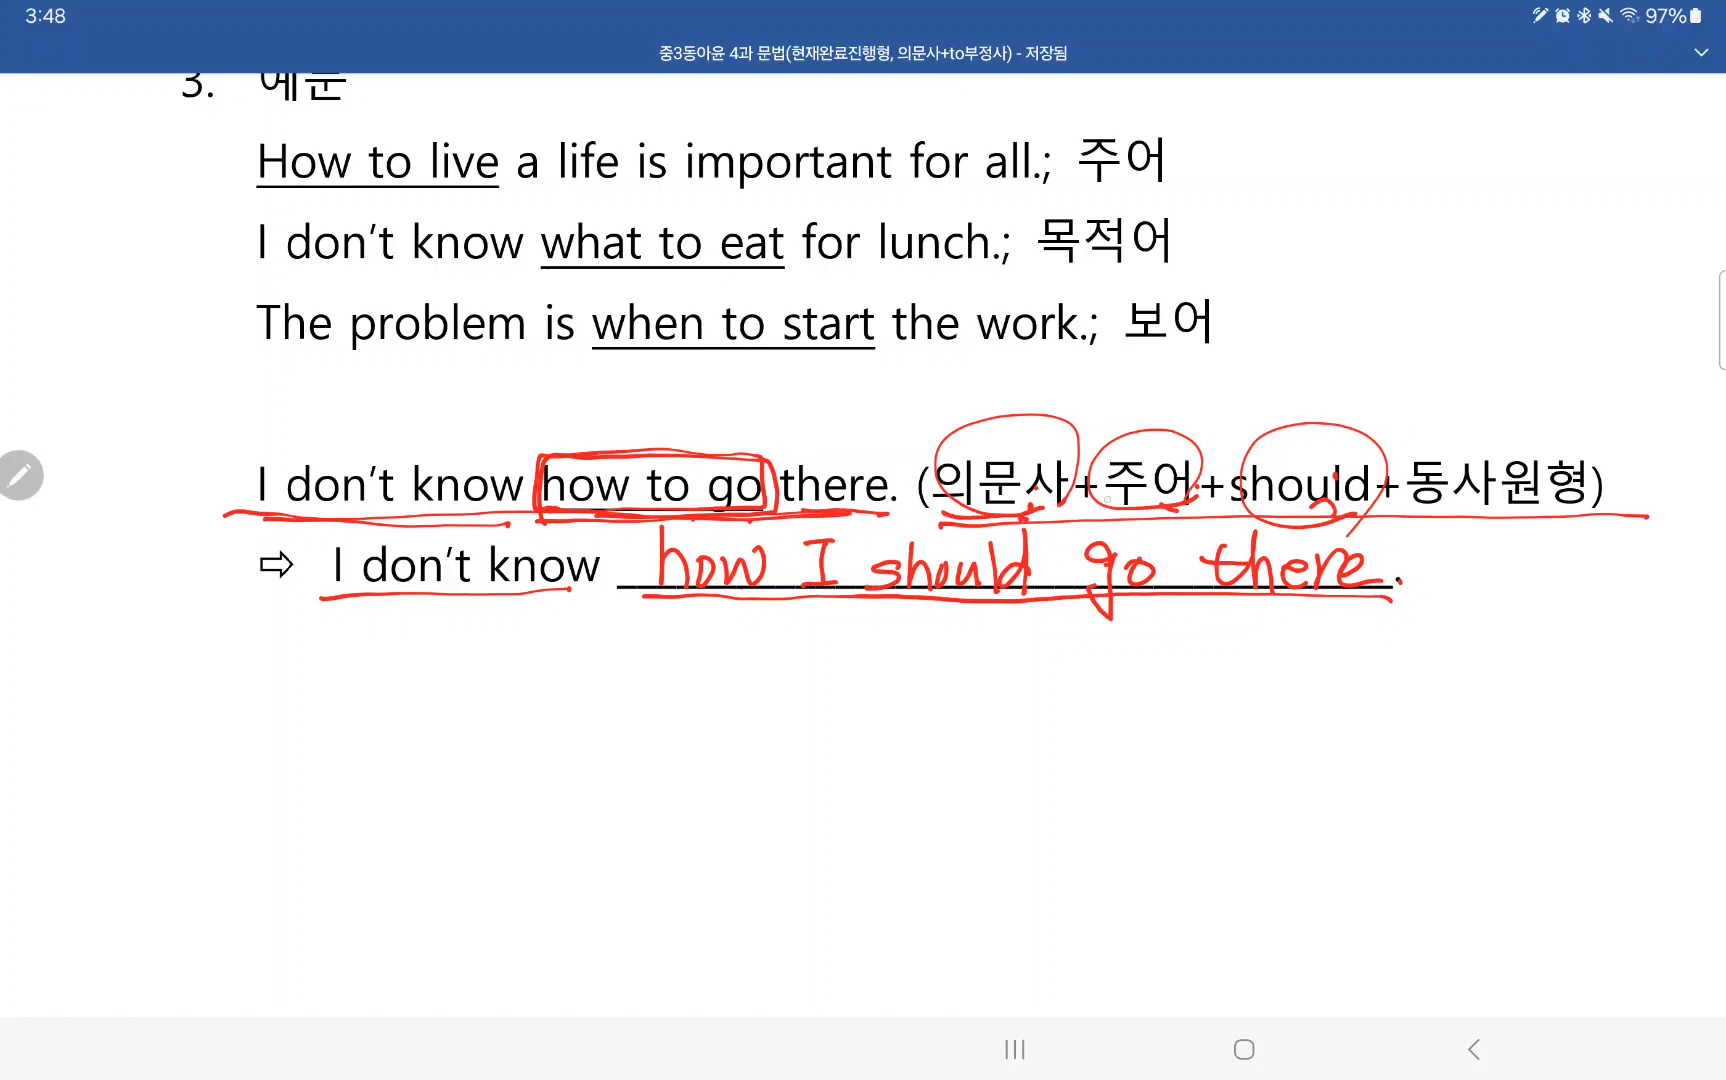 3:48
97%
중3동아윤 4과 문법(현재완료진행형, 의문사+to부정사) - 저장됨
3. 예문
How to live a life is important for all.; 주어
I don't know what to eat for lunch.; 목적어
The problem is when to start the work.; 보어
I don't know how to go there. (의문사+주어+should+동사원형)
⇨ I don't know how I should go there.